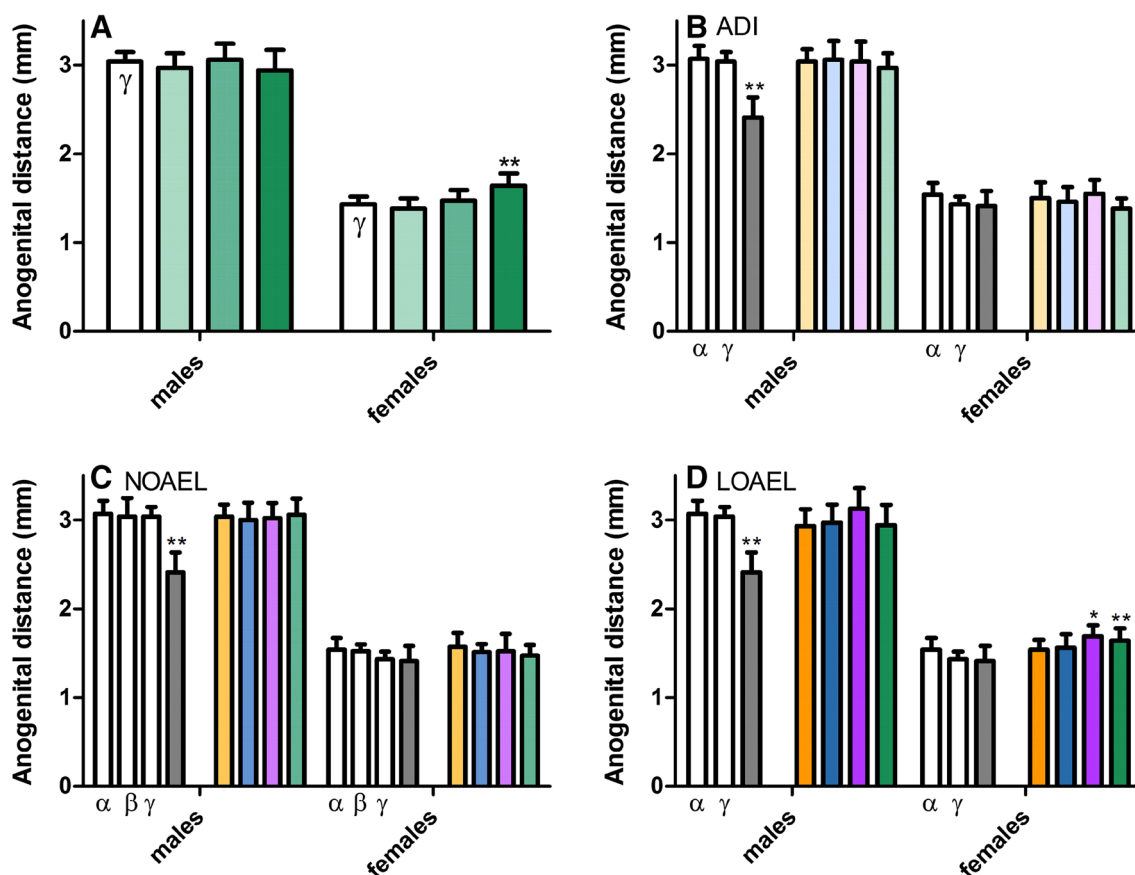 A
Anogenital distance (mm)
3
2
1
0
γ
γ
**
males
females
B ADI
Anogenital distance (mm)
3
2
1
0
**
α γ
α γ
males
females
C NOAEL
Anogenital distance (mm)
3
2
1
0
**
α β γ
α β γ
males
females
D LOAEL
Anogenital distance (mm)
3
2
1
0
**
* **
α γ
α γ
males
females